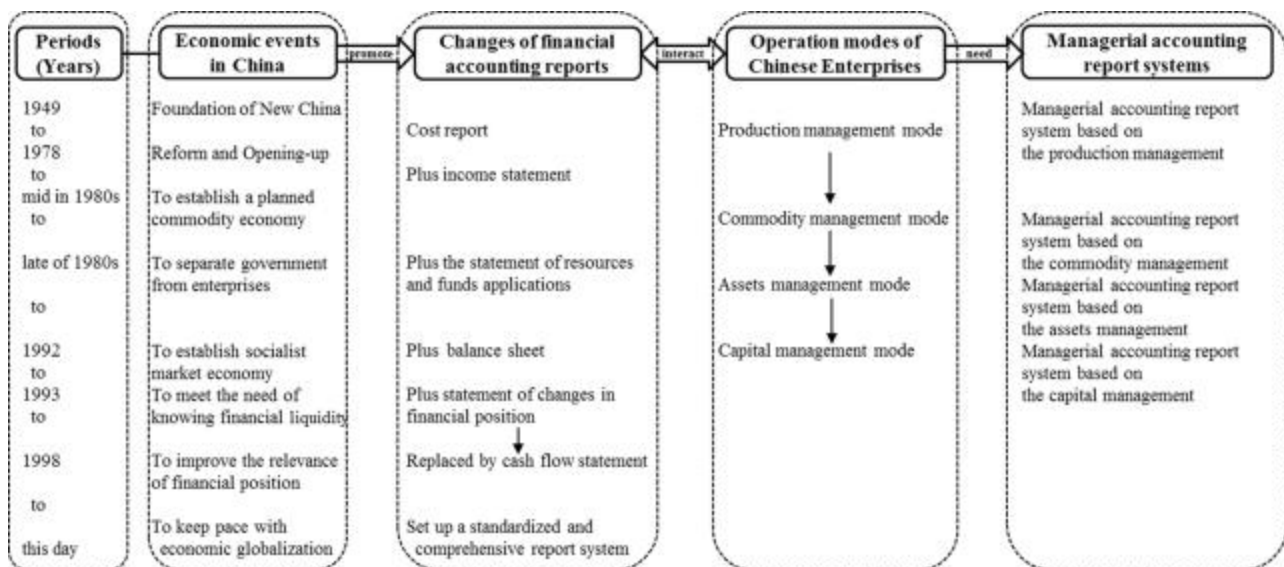 Periods
(Years)
Economic events
in China
promote
Changes of financial
accounting reports
interact
Operation modes of
Chinese Enterprises
need
Managerial accounting
report systems
1949
to
1978
to
mid in 1980s
to
late of 1980s
to
1992
to
1993
to
1998
to
this day
Foundation of New China
Reform and Opening-up
To establish a planned
commodity economy
To separate government
from enterprises
To establish socialist
market economy
To meet the need of
knowing financial liquidity
To improve the relevance
of financial position
To keep pace with
economic globalization
Cost report
Plus income statement
Plus the statement of resources
and funds applications
Plus balance sheet
Plus statement of changes in
financial position
Replaced by cash flow statement
Set up a standardized and
comprehensive report system
Production management mode
Commodity management mode
Assets management mode
Capital management mode
Managerial accounting report
system based on
the production management
Managerial accounting report
system based on
the commodity management
Managerial accounting report
system based on
the assets management
Managerial accounting report
system based on
the capital management